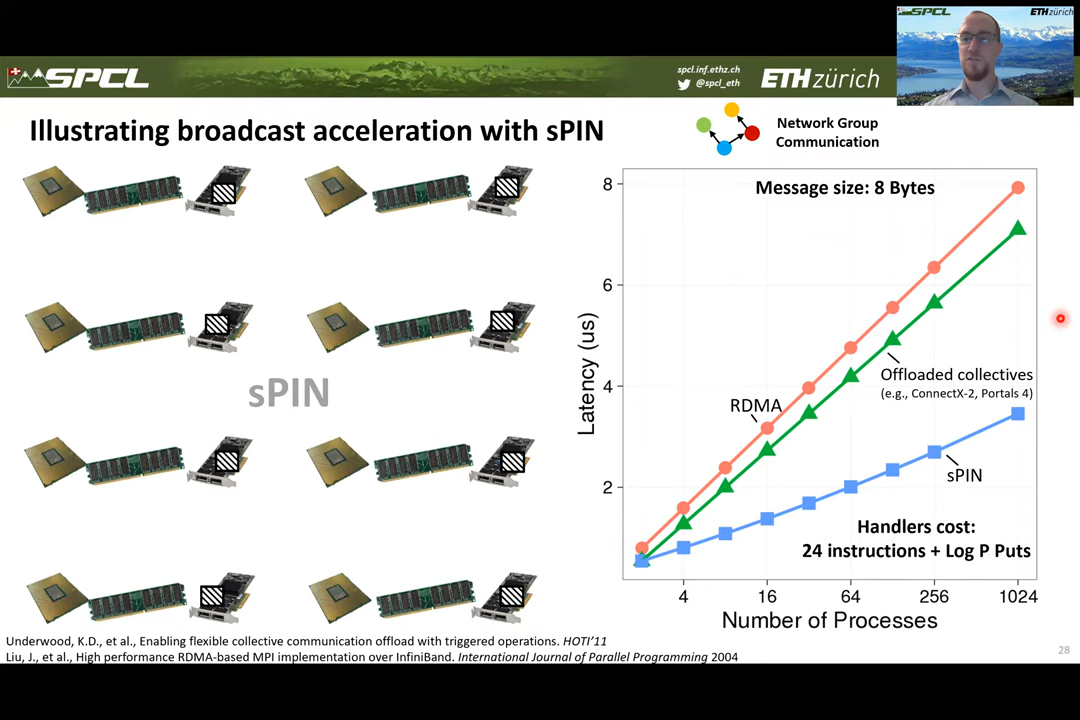 SPCL
spcl.inf.ethz.ch
@spcl_eth
ETH zürich
SPCL
ETH zürich
Illustrating broadcast acceleration with sPIN
Network Group
Communication
sPIN
Message size: 8 Bytes
8
6
4
2
Latency (us)
RDMA
Offloaded collectives
(e.g., ConnectX-2, Portals 4)
sPIN
Handlers cost:
24 instructions + Log P Puts
4 16 64 256 1024
Number of Processes
Underwood, K.D., et al., Enabling flexible collective communication offload with triggered operations. HOTI'11
Liu, J., et al., High performance RDMA-based MPI implementation over InfiniBand. International Journal of Parallel Programming 2004
28